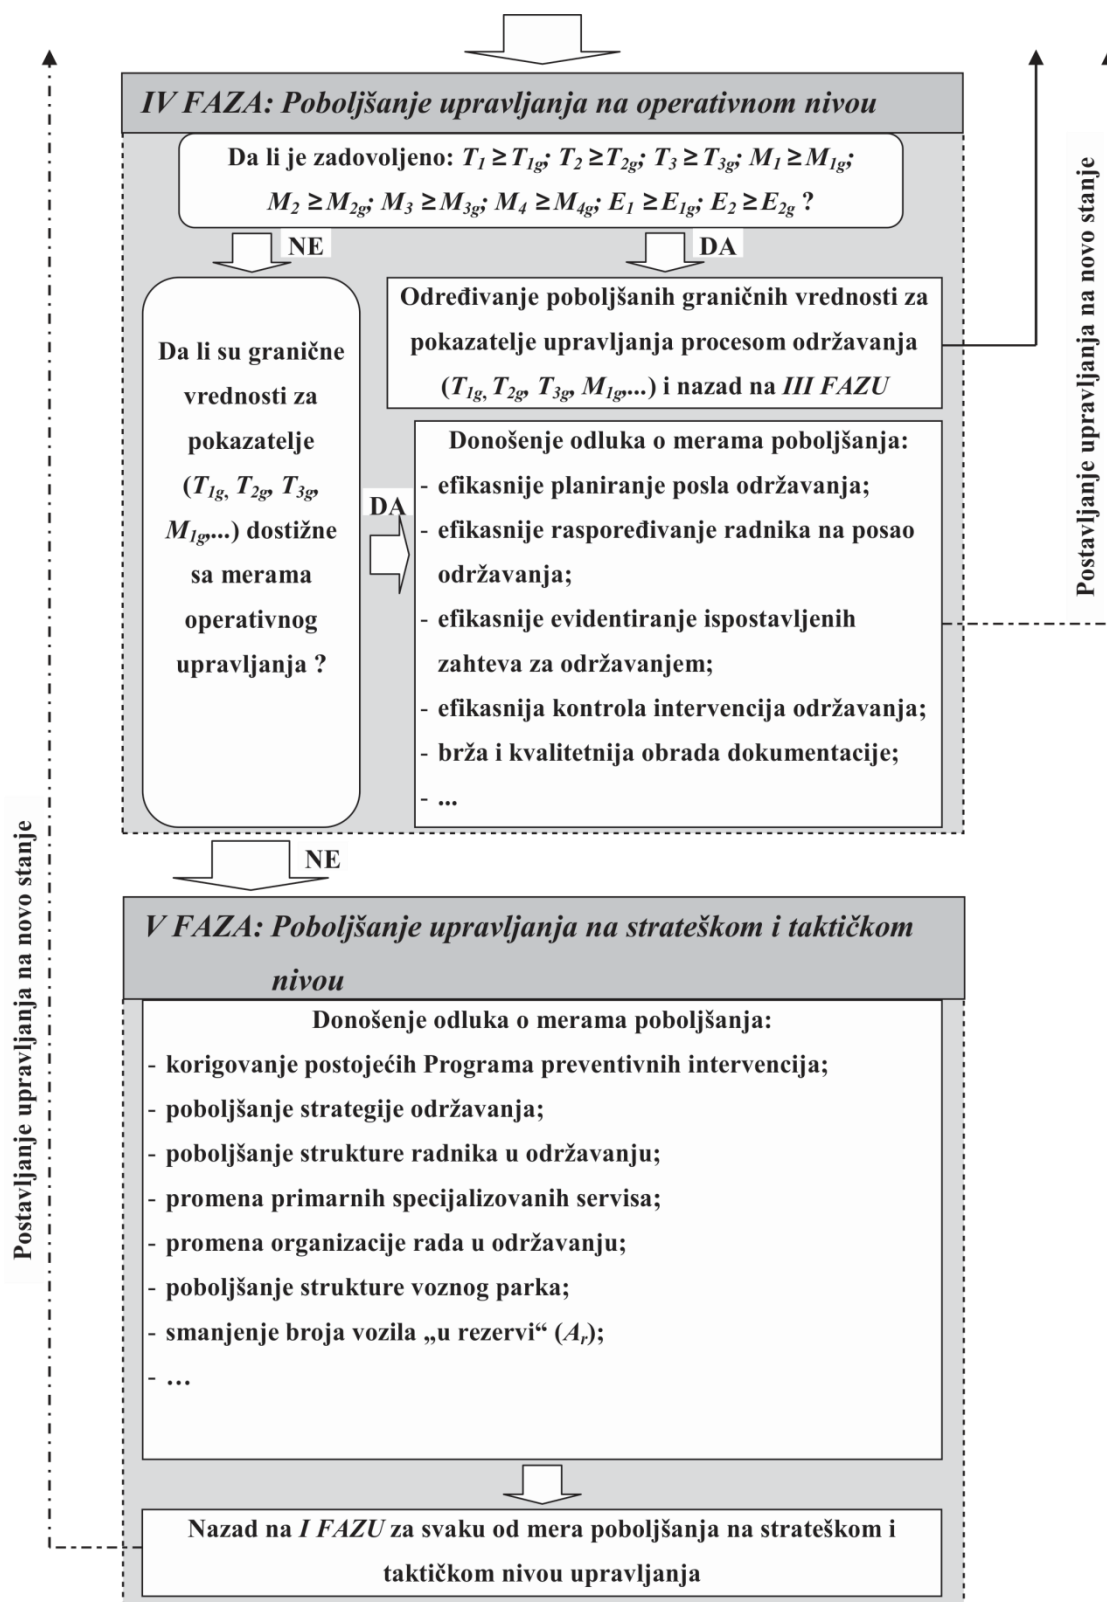 IV FAZA: Poboljšanje upravljanja na operativnom nivou
Da li je zadovoljeno: T1 ≥ T1g; T2 ≥ T2g; T3 ≥ T3g; M1 ≥ M1g;
M2 ≥ M2g; M3 ≥ M3g; M4 ≥ M4g; E1 ≥ E1g; E2 ≥ E2g ?
NE
DA
Određivanje poboljšanih graničnih vrednosti za
pokazatelje upravljanja procesom održavanja
(T1g, T2g, T3g, M1g,...) i nazad na III FAZU
Da li su granične
vrednosti za
pokazatelje
(T1g, T2g, T3g,
M1g,...) dostižne
sa merama
operativnog
upravljanja ?
DA
Donošenje odluka o merama poboljšanja:
- efikasnije planiranje posla održavanja;
- efikasnije raspoređivanje radnika na posao
održavanja;
- efikasnije evidentiranje ispostavljenih
zahteva za održavanjem;
- efikasnija kontrola intervencija održavanja;
- brža i kvalitetnija obrada dokumentacije;
- ...
Postavljanje upravljanja na novo stanje
NE
V FAZA: Poboljšanje upravljanja na strateškom i taktičkom
nivou
Donošenje odluka o merama poboljšanja:
- korigovanje postojećih Programa preventivnih intervencija;
- poboljšanje strategije održavanja;
- poboljšanje strukture radnika u održavanju;
- promena primarnih specijalizovanih servisa;
- promena organizacije rada u održavanju;
- poboljšanje strukture voznog parka;
- smanjenje broja vozila „u rezervi“ (Ar);
- …
Nazad na I FAZU za svaku od mera poboljšanja na strateškom i
taktičkom nivou upravljanja
Postavljanje upravljanja na novo stanje